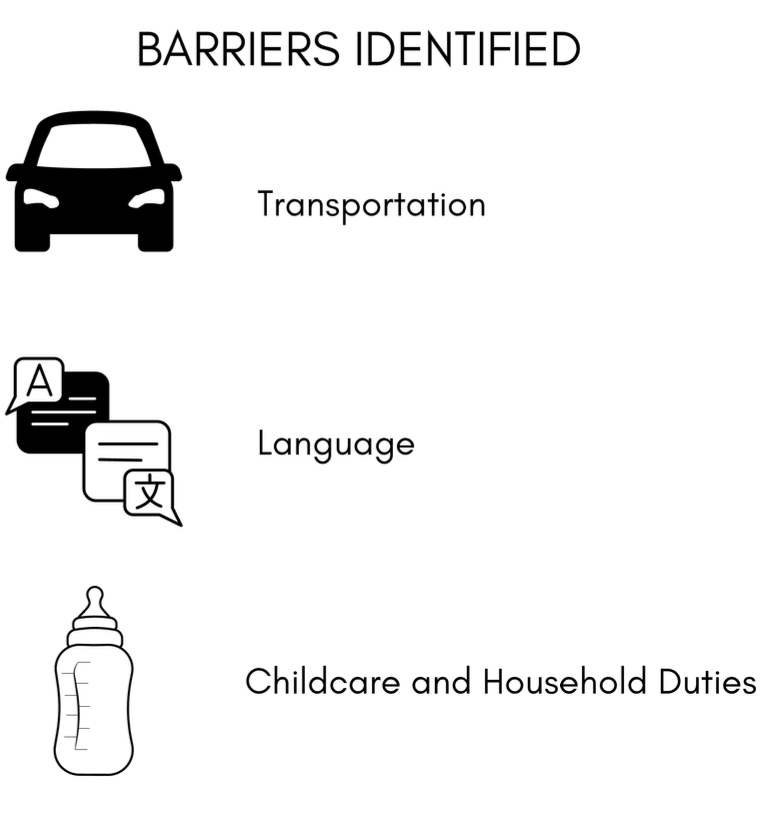 BARRIERS IDENTIFIED
Transportation
A
Language
文
Childcare and Household Duties